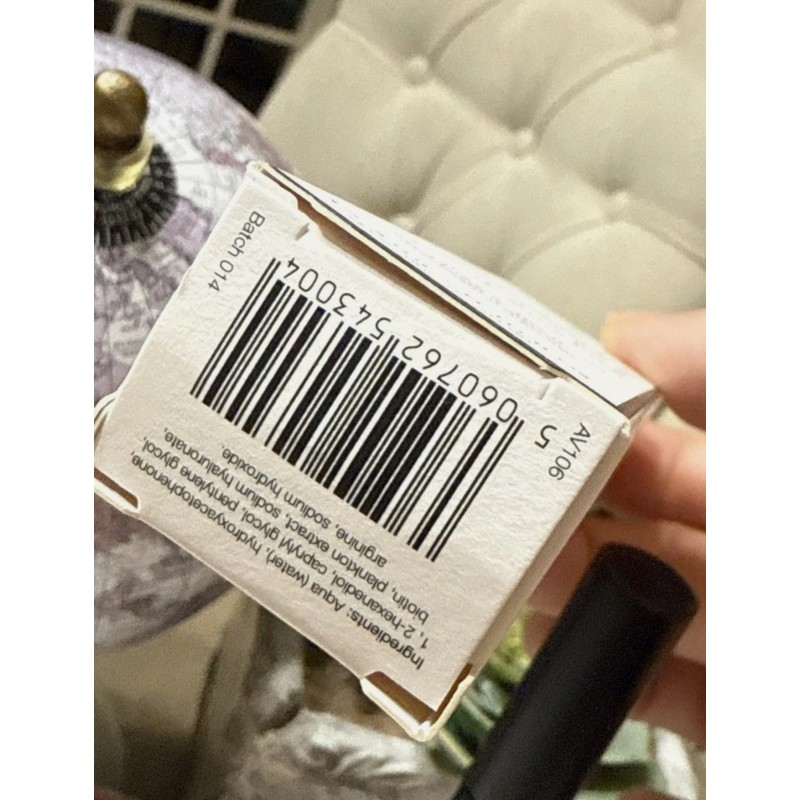 Ingredients: Aqua (water), hydroxyacetophenone,
1, 2-hexanediol, caprylyl glycol, pentylene glycol,
biotin, plankton extract, sodium hyaluronate,
arginine, sodium hydroxide.
5 060762 543004
AV106
Batch 014